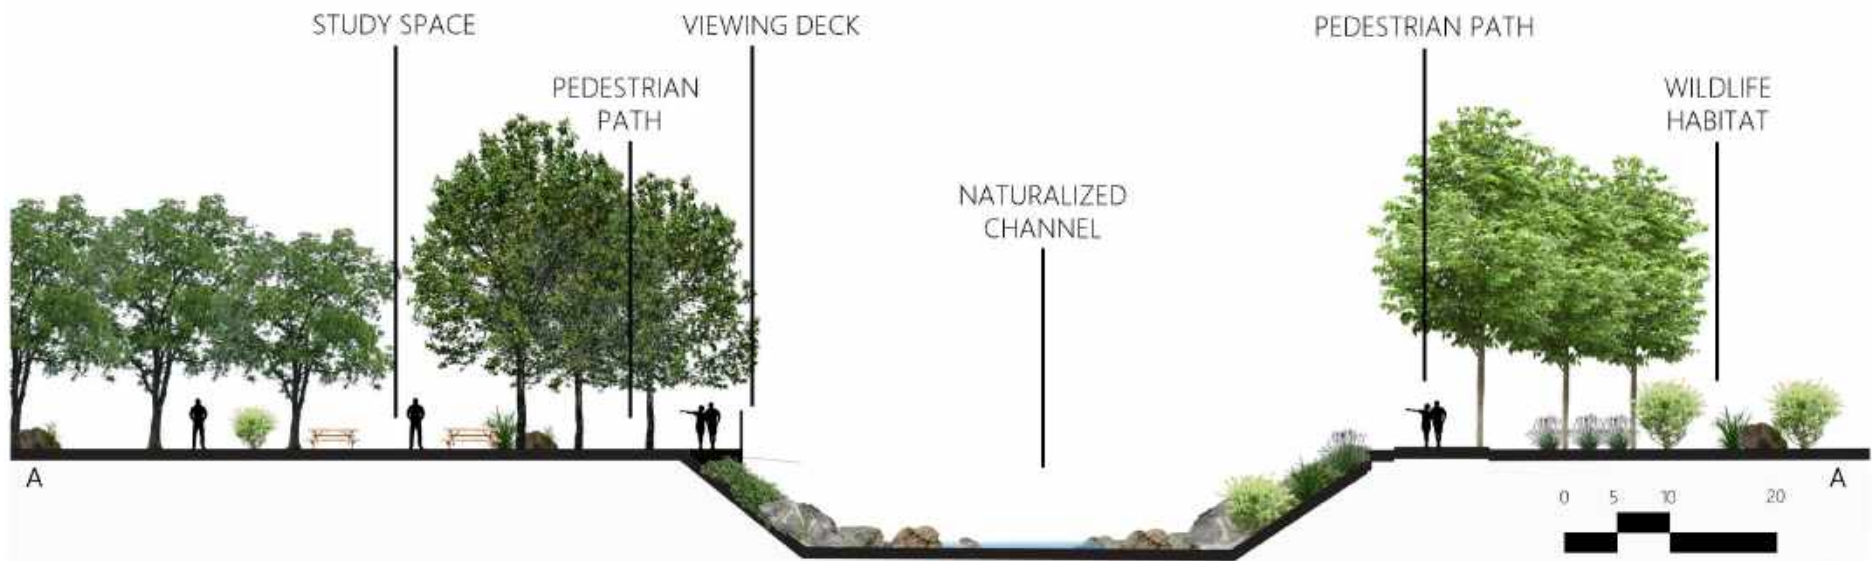 STUDY SPACE
VIEWING DECK
PEDESTRIAN PATH
PEDESTRIAN
PATH
WILDLIFE
HABITAT
NATURALIZED
CHANNEL
A
A
0 5 10 20